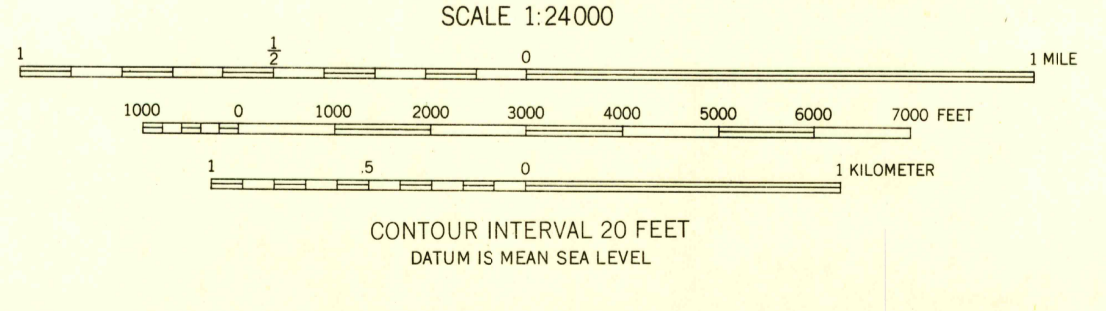 SCALE 1:24000
1 1/2 0 1 MILE
1000 0 1000 2000 3000 4000 5000 6000 7000 FEET
1 .5 0 1 KILOMETER
CONTOUR INTERVAL 20 FEET
DATUM IS MEAN SEA LEVEL